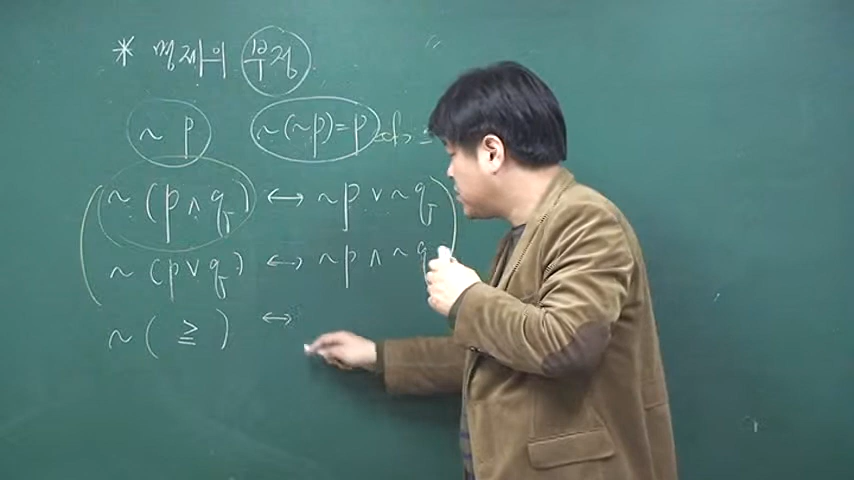 * 명제의 부정
~ p ~(~p)=p
~(p∧q) ↔ ~p∨~q
~(p∨q) ↔ ~p∧~q
~( ≧ ) ↔